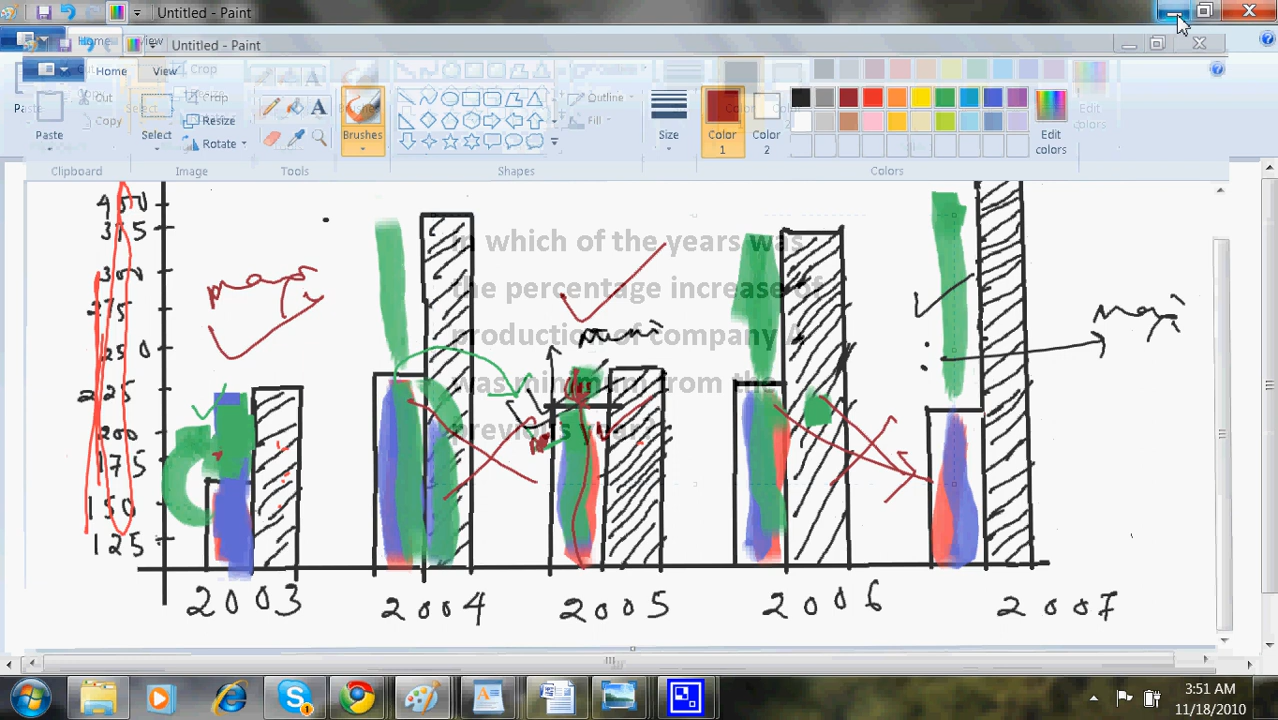 Untitled - Paint
Home View
Untitled - Paint
Home View
Cut
Copy
Paste
Select
Crop
Resize
Rotate
Brushes
Outline
Fill
Size
Color 1
Color 2
Edit colors
Clipboard
Image
Tools
Shapes
Colors
In which of the years was
the percentage increase of
production of company A
was minimum from the
previous year?
450
375
300
275
250
225
200
175
150
125
2003
2004
2005
2006
2007
3:51 AM
11/18/2010